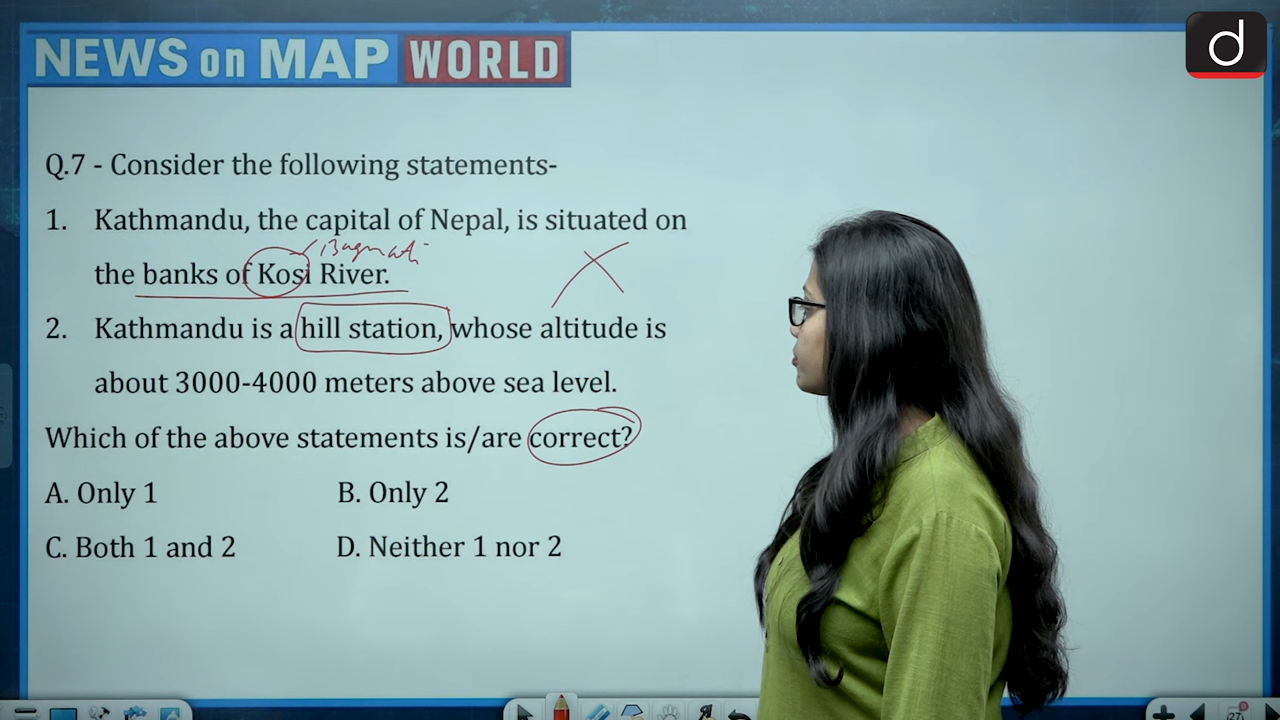 NEWS on MAP WORLD
d
Q.7 - Consider the following statements-
1. Kathmandu, the capital of Nepal, is situated on
Bagmati
the banks of Kosi River.
2. Kathmandu is a hill station, whose altitude is
about 3000-4000 meters above sea level.
Which of the above statements is/are correct?
A. Only 1 B. Only 2
C. Both 1 and 2 D. Neither 1 nor 2
27